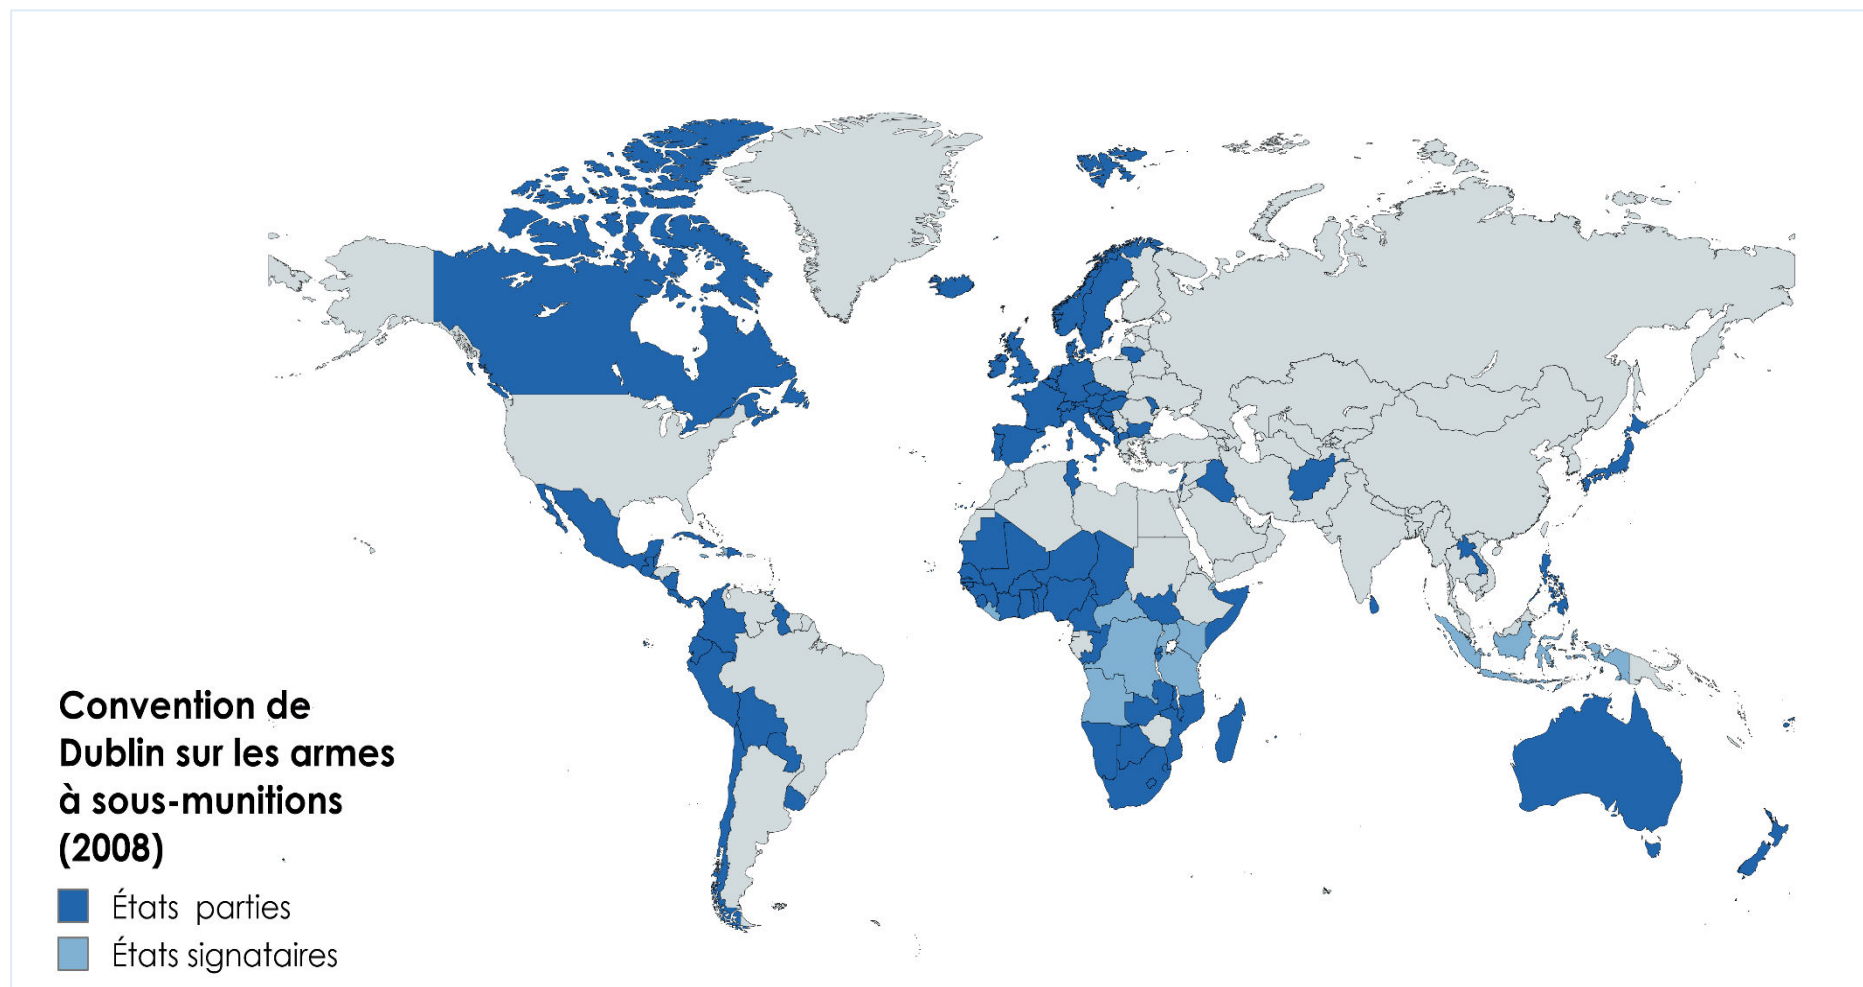 Convention de
Dublin sur les armes
à sous-munitions
(2008)
États parties
États signataires